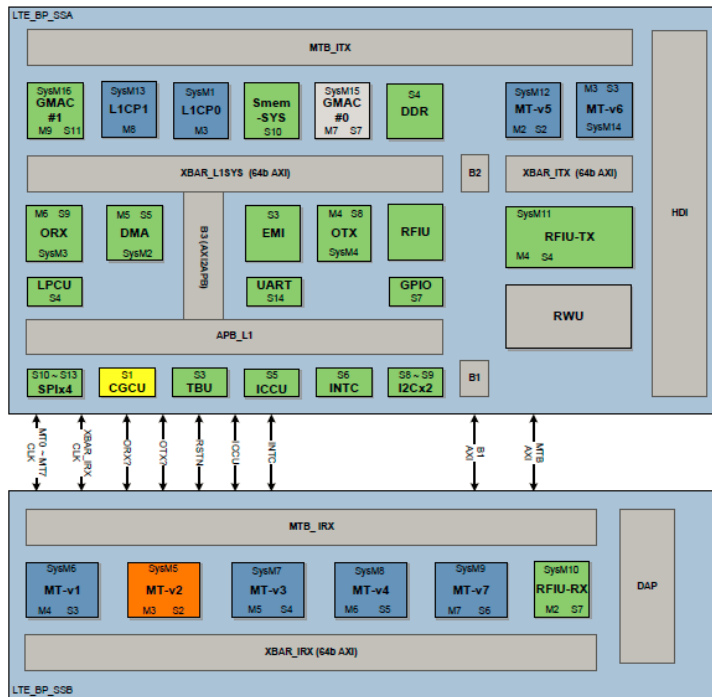 LTE_BP_SSA
MTB_ITX
HDI
SysM16
GMAC
#1
M9 S11
SysM13
L1CP1
M8
SysM1
L1CP0
M3
Smem
-SYS
S10
SysM15
GMAC
#0
M7 S7
S4
DDR
SysM12
MT-v5
M2 S2
M3 S3
MT-v6
SysM14
XBAR_L1SYS (64b AXI)
B2
XBAR_ITX (64b AXI)
M6 S9
ORX
SysM3
M5 S5
DMA
SysM2
B3 (AXI2APB)
S3
EMI
M4 S8
OTX
SysM4
RFIU
SysM11
RFIU-TX
M4 S4
LPCU
S4
UART
S14
GPIO
S7
RWU
APB_L1
S10 ~ S13
SPIx4
S1
CGCU
S3
TBU
S5
ICCU
S6
INTC
S8 ~ S9
I2Cx2
B1
MT0 ~ MT7
CLK
XBAR_IRX
CLK
ORX?
OTX?
RSTN
ICCU
INTC
B1
AXI
MTB
AXI
MTB_IRX
DAP
SysM6
MT-v1
M4 S3
SysM5
MT-v2
M3 S2
SysM7
MT-v3
M5 S4
SysM8
MT-v4
M6 S5
SysM9
MT-v7
M7 S6
SysM10
RFIU-RX
M2 S7
XBAR_IRX (64b AXI)
LTE_BP_SSB